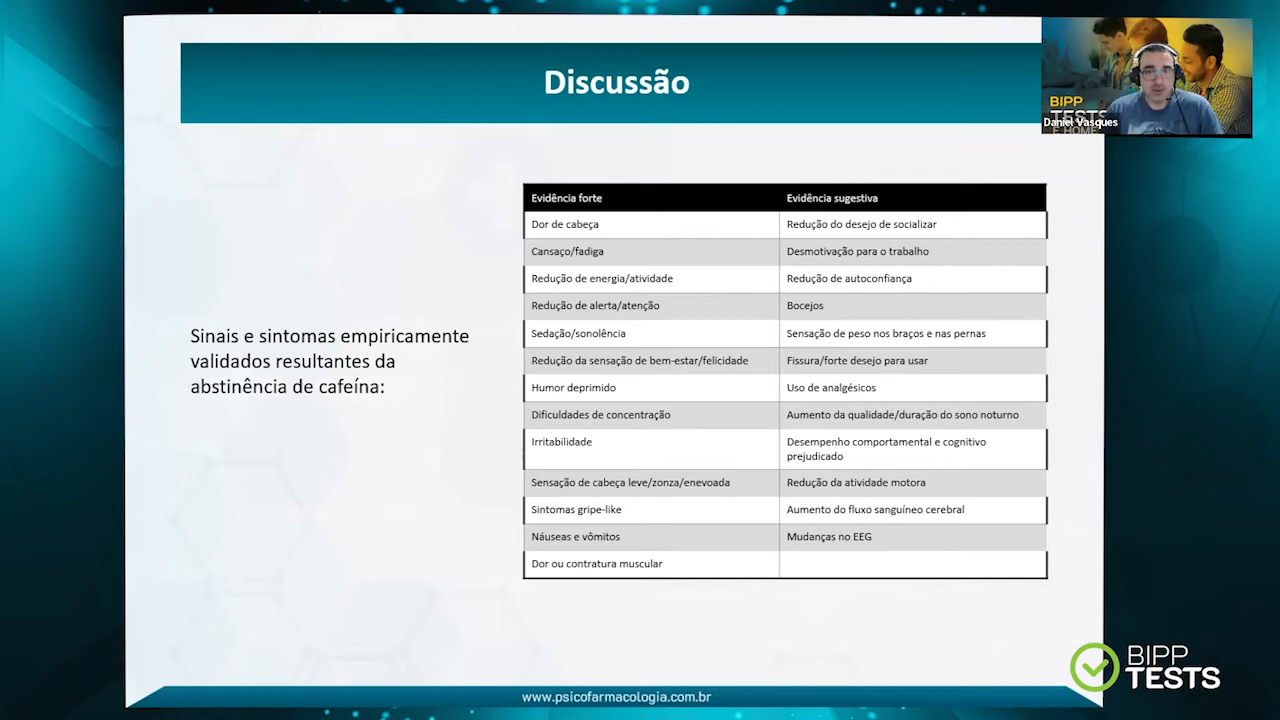 Discussão
BIPP
TESTS
E HOME
Daniel Vasques
Sinais e sintomas empiricamente
validados resultantes da
abstinência de cafeína:
Evidência forte Evidência sugestiva
Dor de cabeça Redução do desejo de socializar
Cansaço/fadiga Desmotivação para o trabalho
Redução de energia/atividade Redução de autoconfiança
Redução de alerta/atenção Bocejos
Sedação/sonolência Sensação de peso nos braços e nas pernas
Redução da sensação de bem-estar/felicidade Fissura/forte desejo para usar
Humor deprimido Uso de analgésicos
Dificuldades de concentração Aumento da qualidade/duração do sono noturno
Irritabilidade Desempenho comportamental e cognitivo
prejudicado
Sensação de cabeça leve/zonza/enevoada Redução da atividade motora
Sintomas gripe-like Aumento do fluxo sanguíneo cerebral
Náuseas e vômitos Mudanças no EEG
Dor ou contratura muscular
www.psicofarmacologia.com.br
BIPP
TESTS